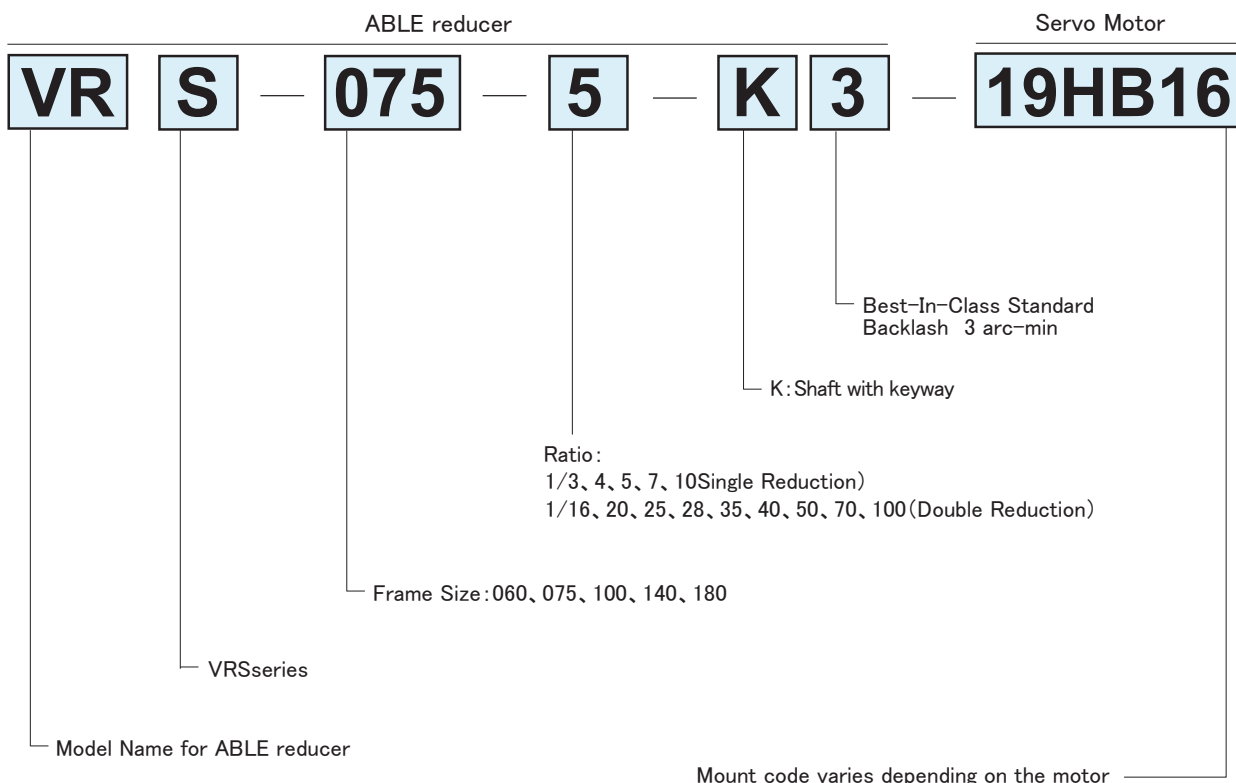 ABLE reducer
Servo Motor
VR S — 075 — 5 — K 3 — 19HB16
Best-In-Class Standard
Backlash 3 arc-min
K:Shaft with keyway
Ratio:
1/3、4、5、7、10Single Reduction)
1/16、20、25、28、35、40、50、70、100(Double Reduction)
Frame Size:060、075、100、140、180
VRSseries
Model Name for ABLE reducer
Mount code varies depending on the motor